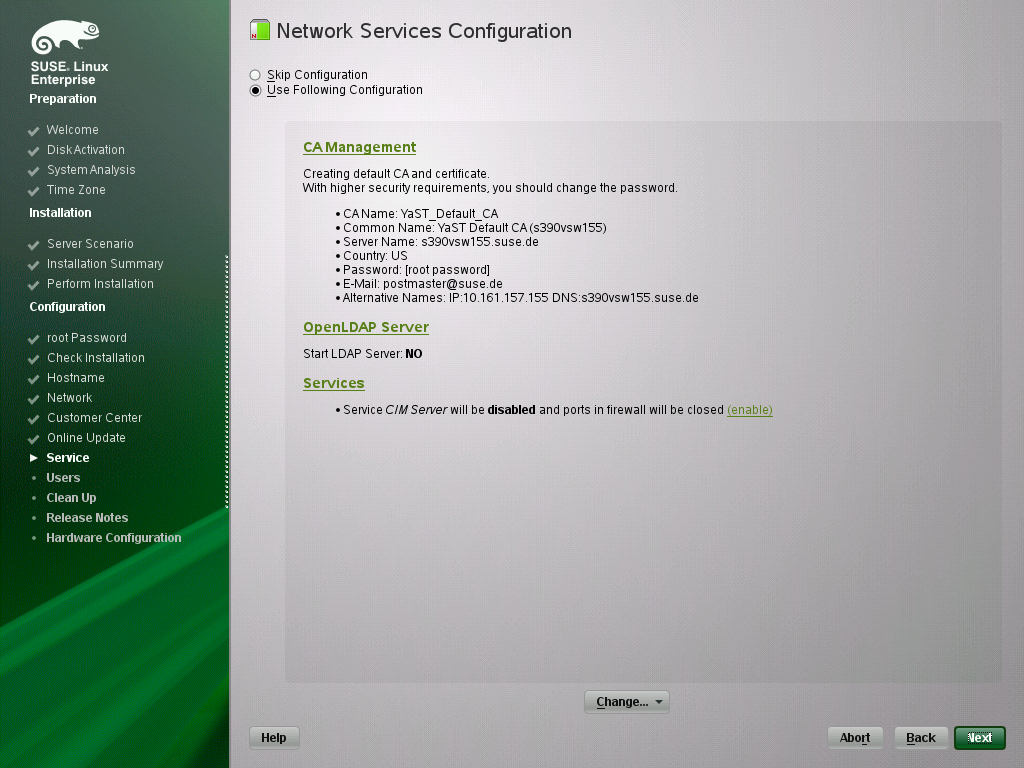 SUSE. Linux
Enterprise
Preparation
Welcome
Disk Activation
System Analysis
Time Zone
Installation
Server Scenario
Installation Summary
Perform Installation
Configuration
root Password
Check Installation
Hostname
Network
Customer Center
Online Update
Service
Users
Clean Up
Release Notes
Hardware Configuration
Network Services Configuration
Skip Configuration
Use Following Configuration
CA Management
Creating default CA and certificate.
With higher security requirements, you should change the password.
• CA Name: YaST_Default_CA
• Common Name: YaST Default CA (s390vsw155)
• Server Name: s390vsw155.suse.de
• Country: US
• Password: [root password]
• E-Mail: postmaster@suse.de
• Alternative Names: IP:10.161.157.155 DNS:s390vsw155.suse.de
OpenLDAP Server
Start LDAP Server: NO
Services
• Service CIM Server will be disabled and ports in firewall will be closed (enable)
Change...
Help
Abort
Back
Next